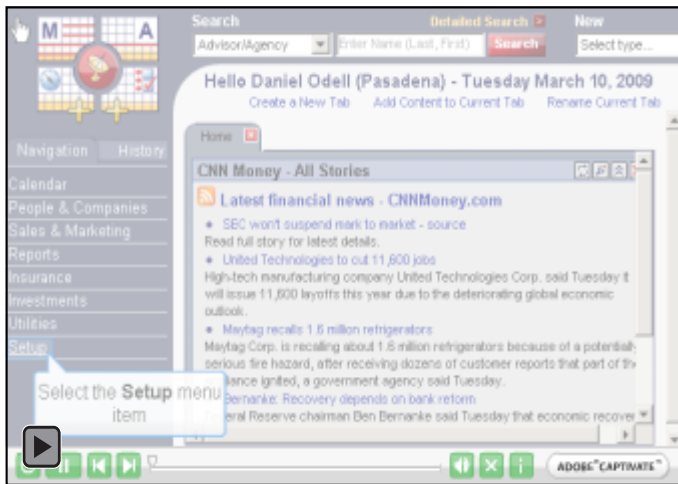 M A
Search Detailed Search New
Advisor/Agency Enter Name (Last, First) Search Select type...
Hello Daniel Odell (Pasadena) - Tuesday March 10, 2009
Create a New Tab Add Content to Current Tab Rename Current Tab
Navigation History
Home
Calendar
People & Companies
Sales & Marketing
Reports
Insurance
Investments
Utilities
Setup
CNN Money - All Stories
Latest financial news - CNNMoney.com
SEC won't suspend mark to market - source
Read full story for latest details.
United Technologies to cut 11,600 jobs
High-tech manufacturing company United Technologies Corp. said Tuesday it
will issue 11,600 layoffs this year due to the deteriorating global economic
outlook.
Maytag recalls 1.6 million refrigerators
Maytag Corp. is recalling about 1.6 million refrigerators because of a potentially
serious fire hazard, after receiving dozens of customer reports that part of the
ignited, a government agency said Tuesday.
Bernanke: Recovery depends on bank reform
Reserve chairman Ben Bernanke said Tuesday that economic recover
Select the Setup menu
item
ADOBE™CAPTIVATE™